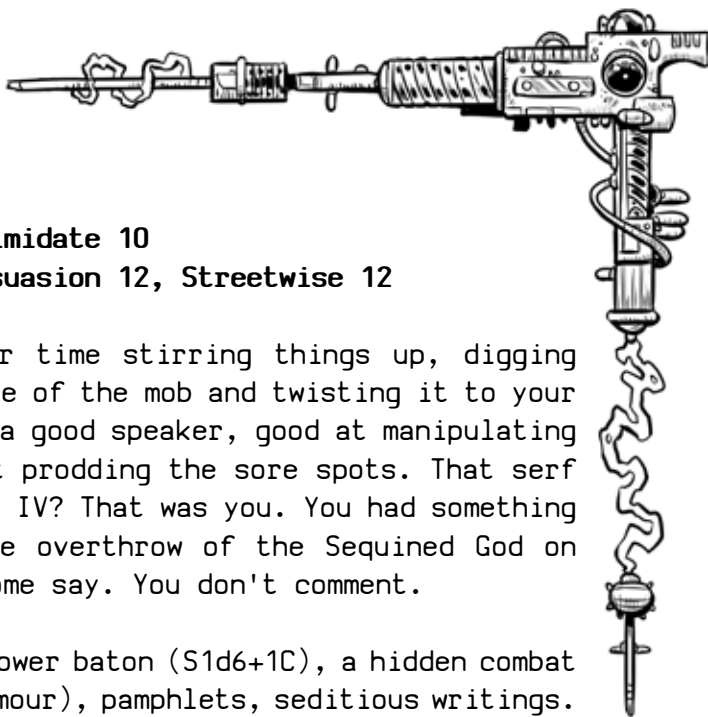 midate 10
suasion 12, Streetwise 12
r time stirring things up, digging
e of the mob and twisting it to your
a good speaker, good at manipulating
t prodding the sore spots. That serf
IV? That was you. You had something
e overthrow of the Sequined God on
ome say. You don't comment.
ower baton (S1d6+1C), a hidden combat
mour), pamphlets, seditious writings.